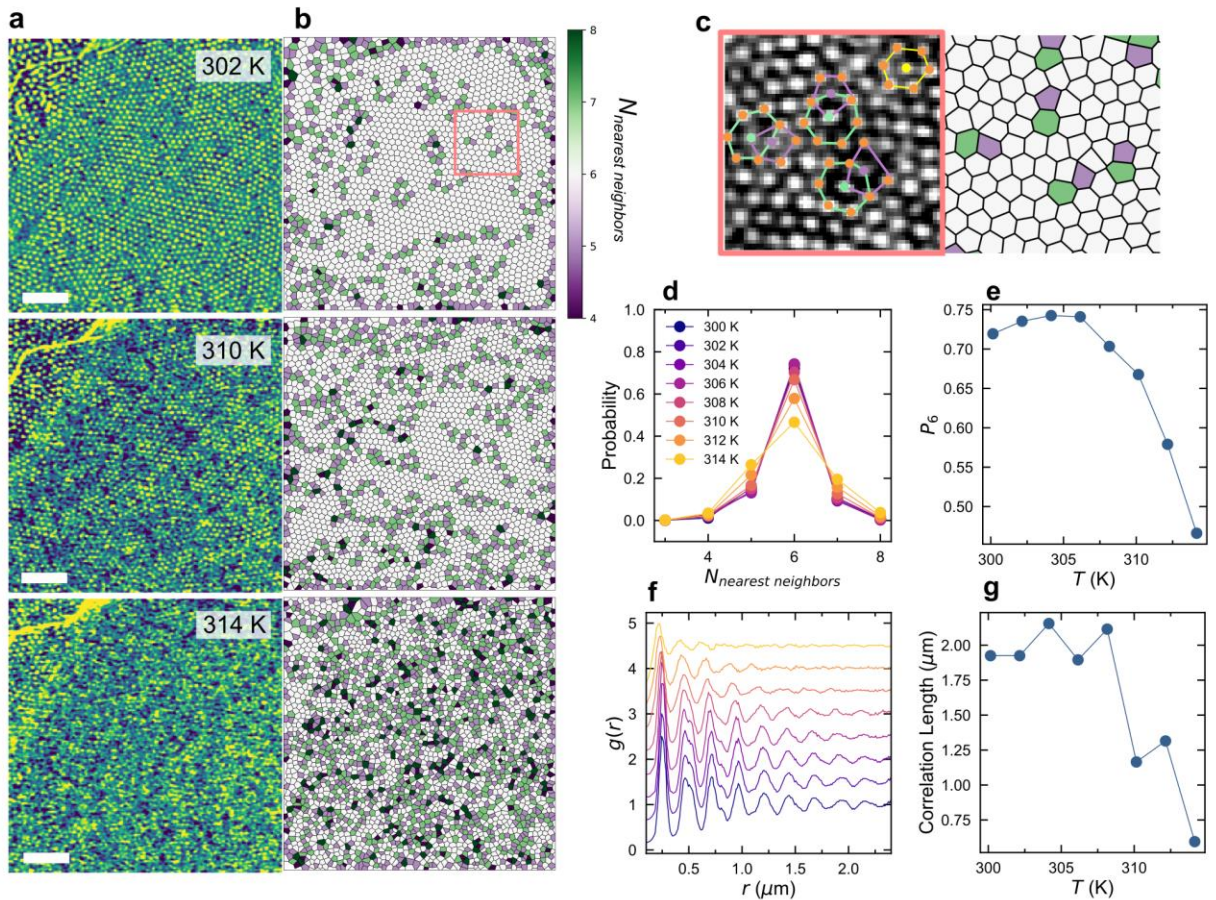 a
302 K
310 K
314 K
b
8
7
6
5
4
N nearest neighbors
c
d
1.0
0.8
0.6
0.4
0.2
0.0
Probability
300 K
302 K
304 K
306 K
308 K
310 K
312 K
314 K
4
6
8
N nearest neighbors
e
0.75
0.70
0.65
0.60
0.55
0.50
P6
300
305
310
T (K)
f
5
4
3
2
1
0
g(r)
0.5
1.0
1.5
2.0
r (μm)
g
2.00
1.75
1.50
1.25
1.00
0.75
Correlation Length (μm)
300
305
310
T (K)